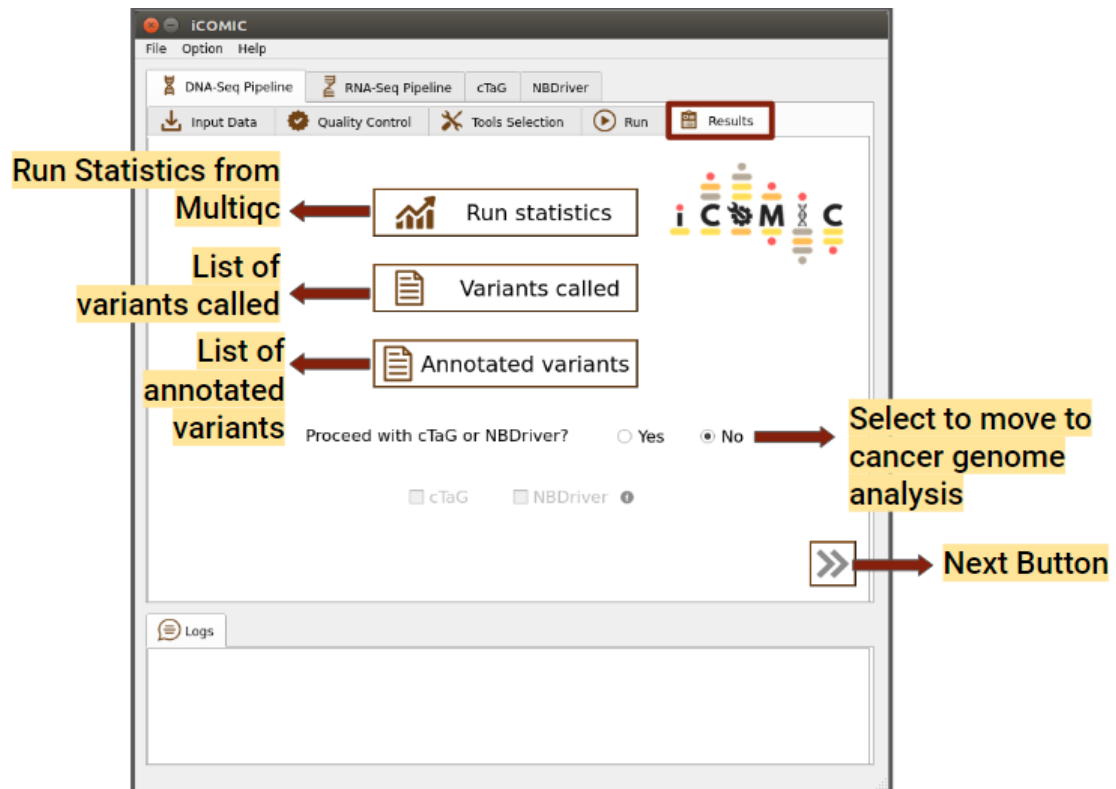 iCOMIC
File Option Help
DNA-Seq Pipeline RNA-Seq Pipeline cTaG NBDriver
Input Data Quality Control Tools Selection Run Results
Run Statistics from
Multiqc
Run statistics
i C M i C
List of
variants called
Variants called
List of
annotated
variants
Annotated variants
Proceed with cTaG or NBDriver? Yes No
Select to move to
cancer genome
analysis
cTaG NBDriver
Next Button
Logs